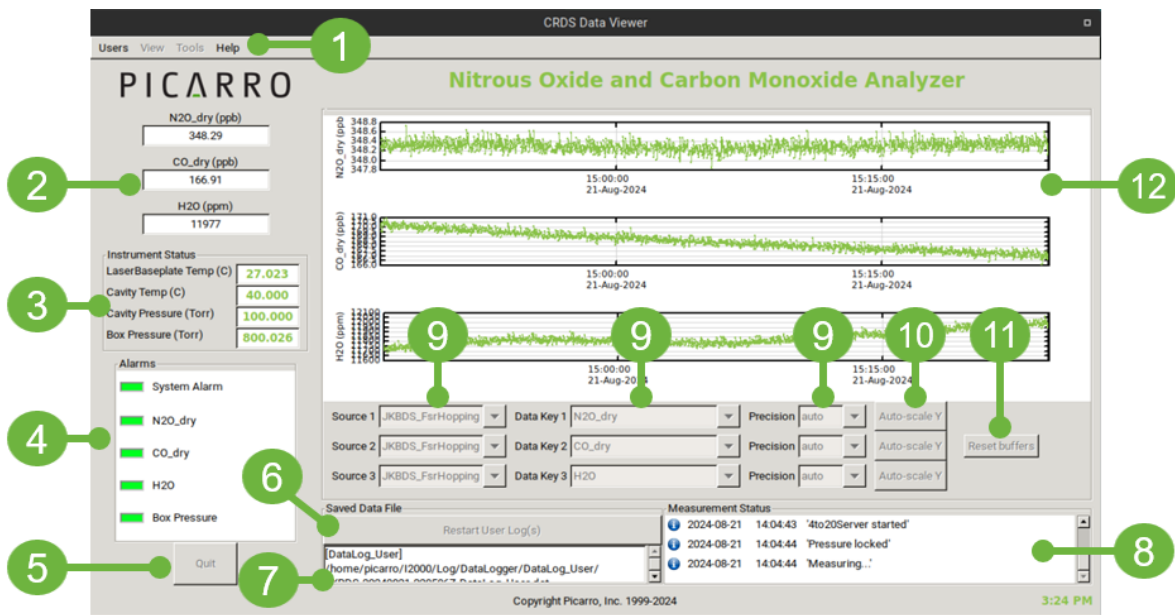 CRDS Data Viewer
Users View Tools Help
1
PICARRO
Nitrous Oxide and Carbon Monoxide Analyzer
N2O_dry (ppb)
348.29
CO_dry (ppb)
166.91
H2O (ppm)
11977
2
Instrument Status
LaserBaseplate Temp (C) 27.023
Cavity Temp (C) 40.000
Cavity Pressure (Torr) 100.000
Box Pressure (Torr) 800.026
3
Alarms
System Alarm
N2O_dry
CO_dry
H2O
Box Pressure
4
Quit
5
N2O_dry (ppb
348.8
348.6
348.4
348.2
348.0
347.8
15:00:00
21-Aug-2024
15:15:00
21-Aug-2024
12
CO_dry (ppb)
171.0
166.0
15:00:00
21-Aug-2024
15:15:00
21-Aug-2024
H2O (ppm)
12100
11600
15:00:00
21-Aug-2024
15:15:00
21-Aug-2024
9
9
9
10
11
Source 1 JKBDS_FsrHopping Data Key 1 N2O_dry Precision auto Auto-scale Y
Source 2 JKBDS_FsrHopping Data Key 2 CO_dry Precision auto Auto-scale Y Reset buffers
Source 3 JKBDS_FsrHopping Data Key 3 H2O Precision auto Auto-scale Y
6
Saved Data File
Restart User Log(s)
[DataLog_User]
/home/picarro/I2000/Log/DataLogger/DataLog_User/
7
Measurement Status
2024-08-21 14:04:43 '4to20Server started'
2024-08-21 14:04:44 'Pressure locked'
2024-08-21 14:04:44 'Measuring...'
8
Copyright Picarro, Inc. 1999-2024
3:24 PM